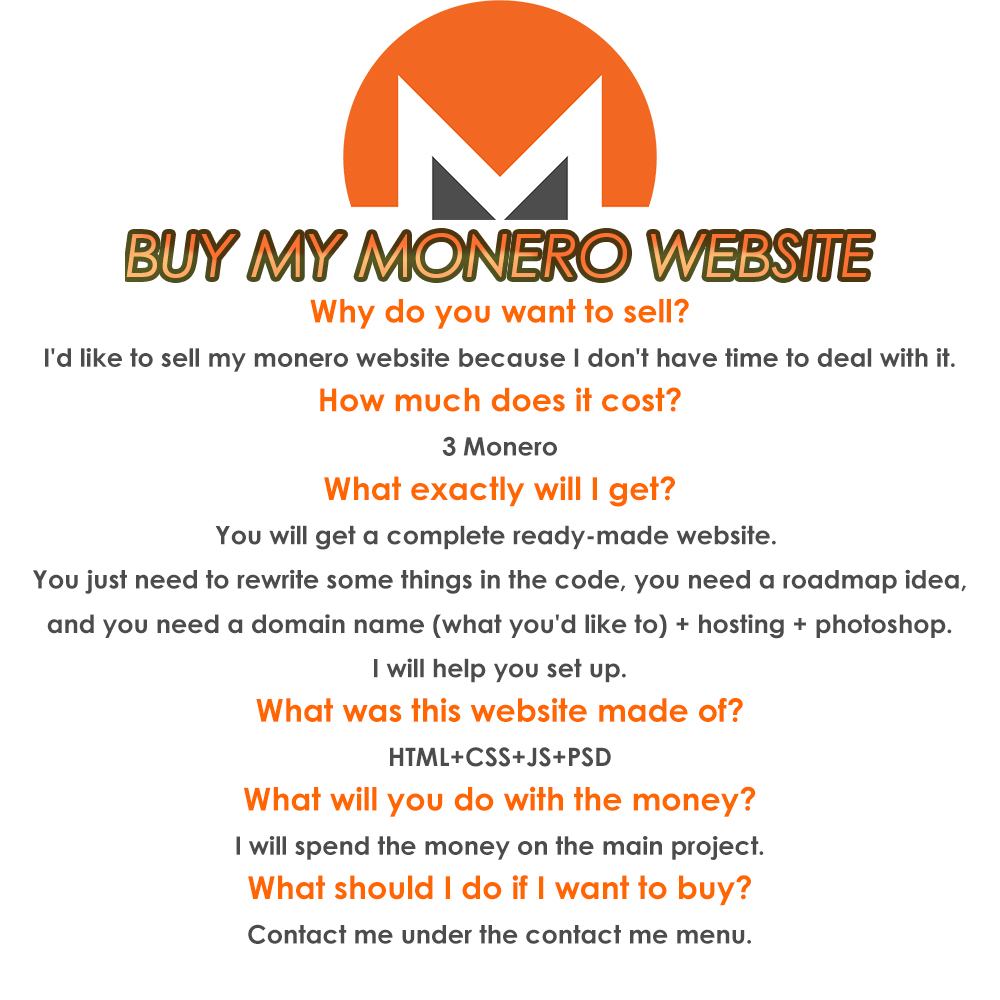 BUY MY MONERO WEBSITE
Why do you want to sell?
I'd like to sell my monero website because I don't have time to deal with it.
How much does it cost?
3 Monero
What exactly will I get?
You will get a complete ready-made website.
You just need to rewrite some things in the code, you need a roadmap idea,
and you need a domain name (what you'd like to) + hosting + photoshop.
I will help you set up.
What was this website made of?
HTML+CSS+JS+PSD
What will you do with the money?
I will spend the money on the main project.
What should I do if I want to buy?
Contact me under the contact me menu.